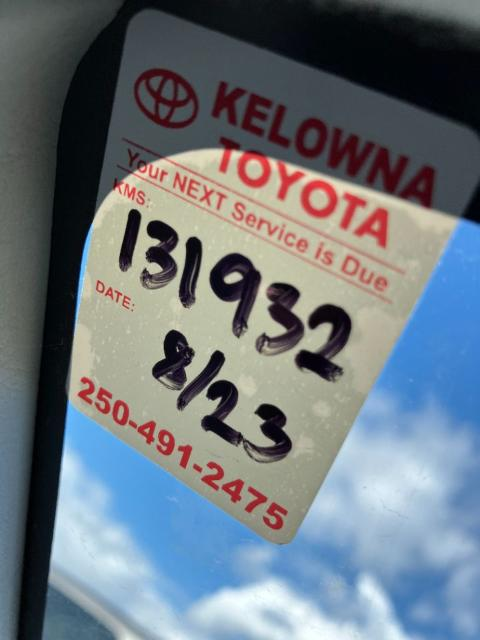 KELOWNA
TOYOTA
Your NEXT Service is Due
KMS:
131932
DATE:
8/23
250-491-2475